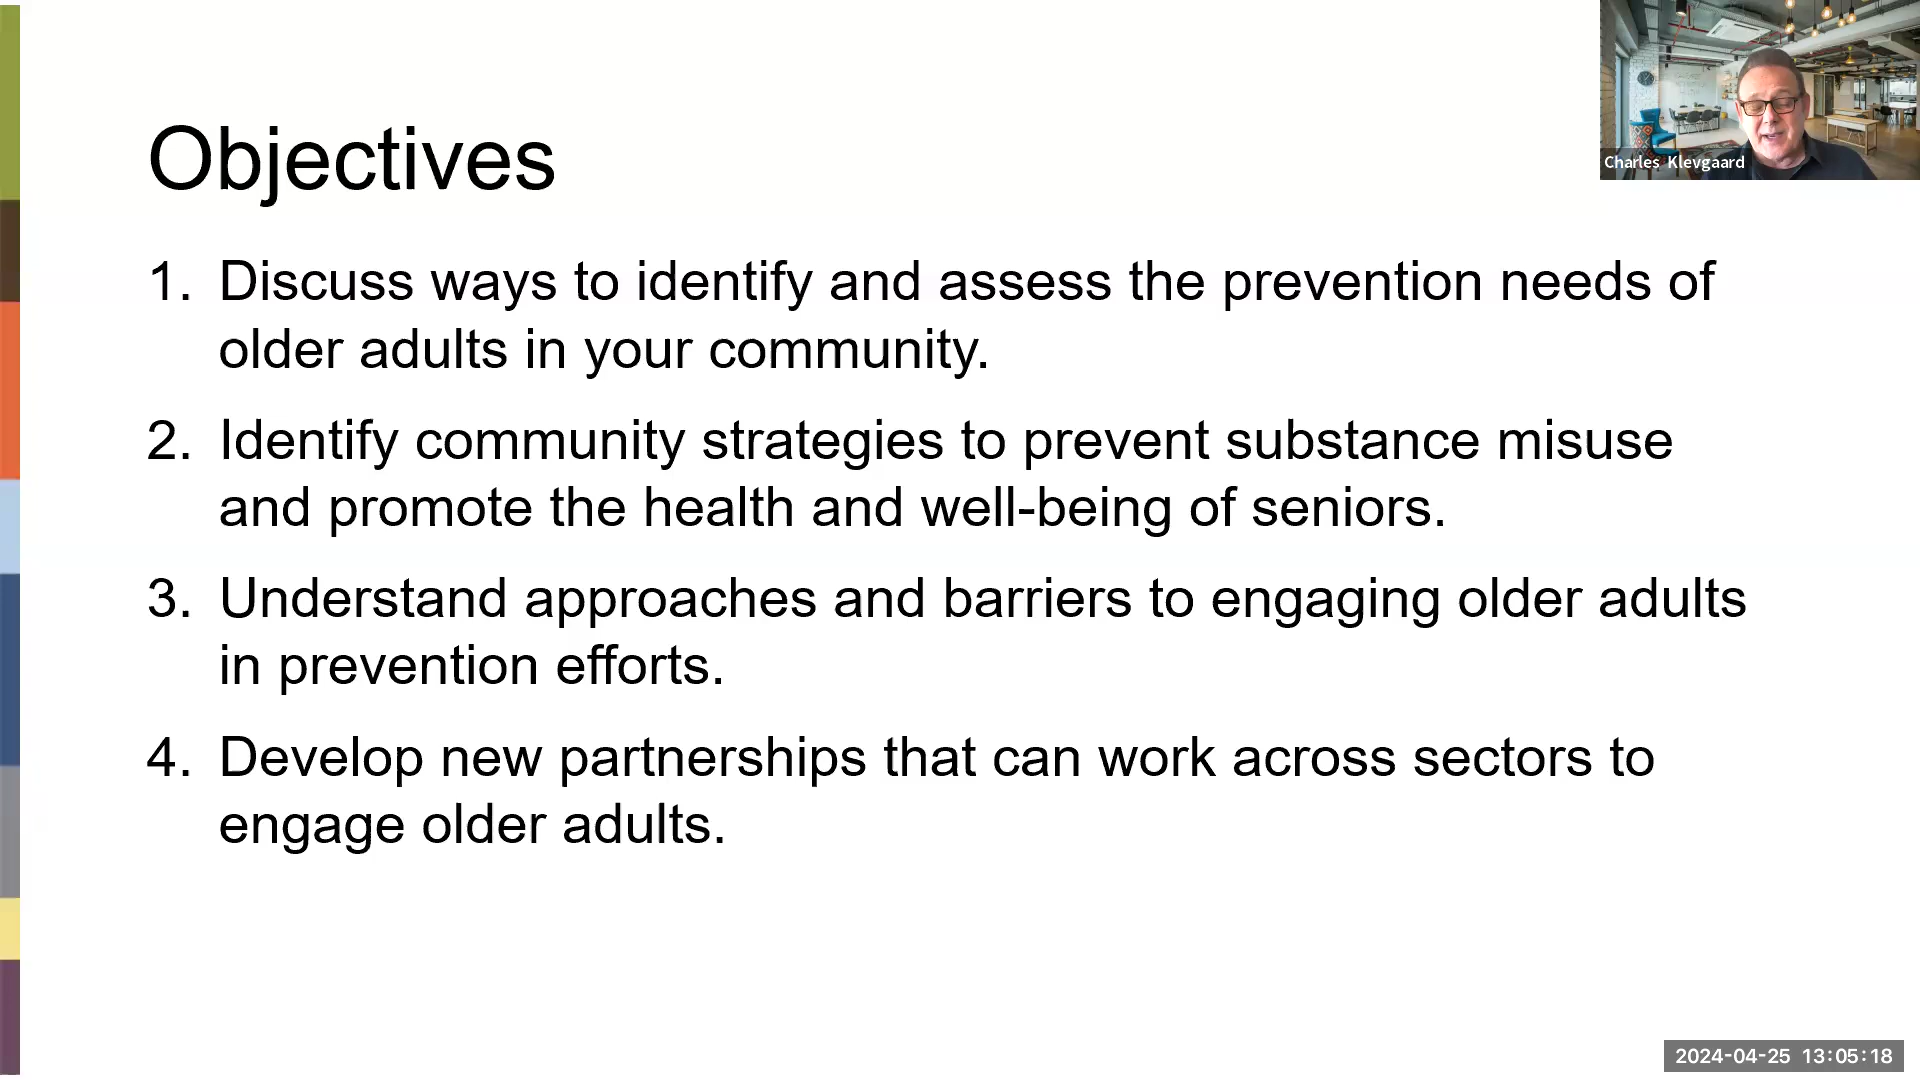 Objectives
Charles Klevgaard
1. Discuss ways to identify and assess the prevention needs of
older adults in your community.
2. Identify community strategies to prevent substance misuse
and promote the health and well-being of seniors.
3. Understand approaches and barriers to engaging older adults
in prevention efforts.
4. Develop new partnerships that can work across sectors to
engage older adults.
2024-04-25 13:05:18